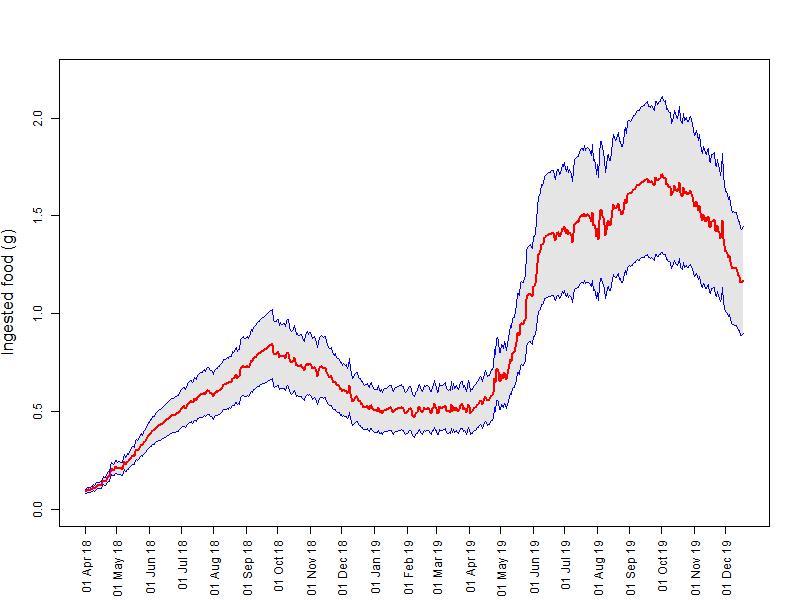 Ingested food (g)
2.0
1.5
1.0
0.5
0.0
01 Apr 18
01 May 18
01 Jun 18
01 Jul 18
01 Aug 18
01 Sep 18
01 Oct 18
01 Nov 18
01 Dec 18
01 Jan 19
01 Feb 19
01 Mar 19
01 Apr 19
01 May 19
01 Jun 19
01 Jul 19
01 Aug 19
01 Sep 19
01 Oct 19
01 Nov 19
01 Dec 19